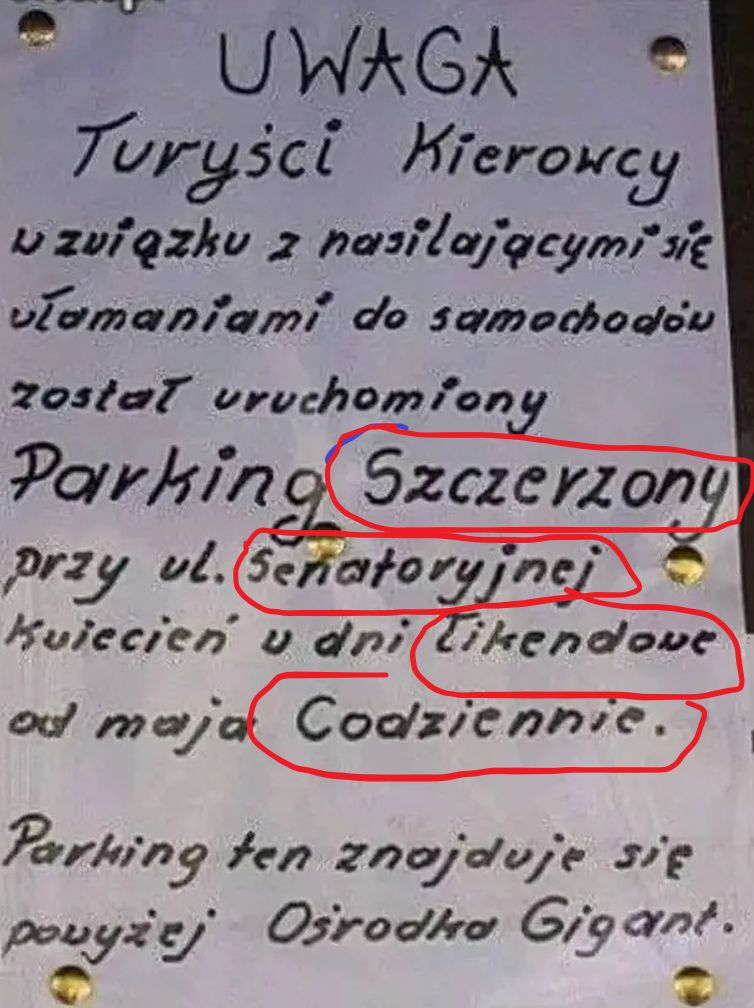 UWAGA
Turyści Kierowcy
w związku z nasilającymi się
włamaniami do samochodów
został uruchomiony
Parking Szczerzony
przy ul. Senatoryjnej
Kwiecień w dni łikendowe
od maja Codziennie.
Parking ten znajduje się
powyżej Ośrodka Gigant.